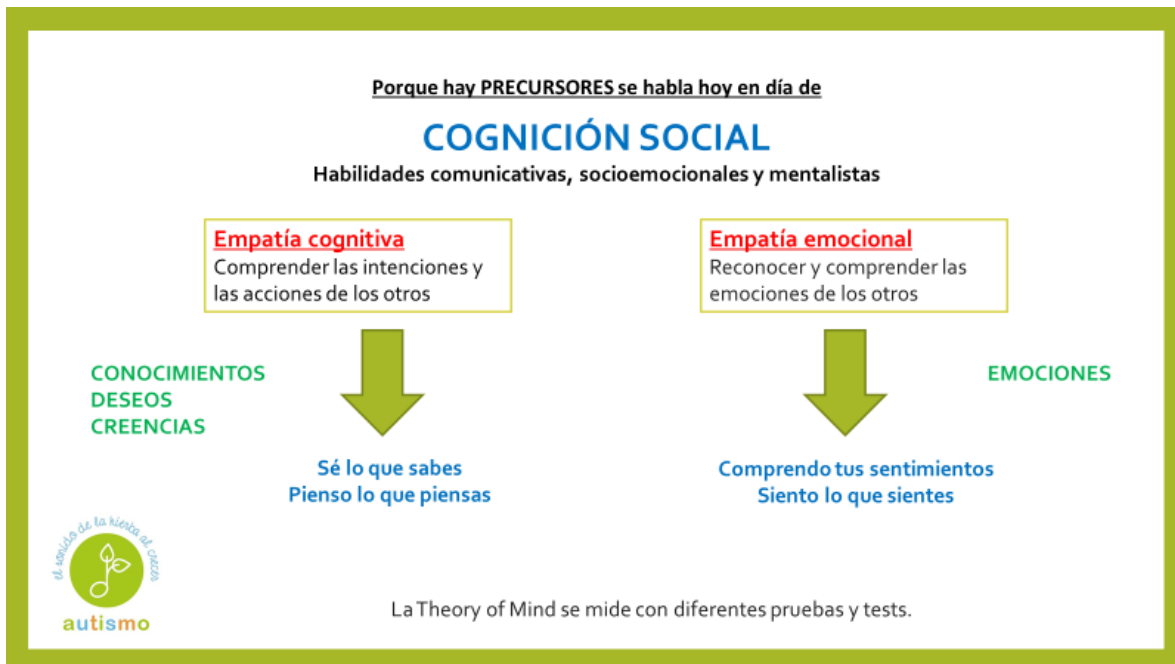 Porque hay PRECURSORES se habla hoy en día de
COGNICIÓN SOCIAL
Habilidades comunicativas, socioemocionales y mentalistas
Empatía cognitiva
Comprender las intenciones y
las acciones de los otros
Empatía emocional
Reconocer y comprender las
emociones de los otros
CONOCIMIENTOS
DESEOS
CREENCIAS
EMOCIONES
Sé lo que sabes
Pienso lo que piensas
Comprendo tus sentimientos
Siento lo que sientes
el sonido de la hierba al crecer
autismo
La Theory of Mind se mide con diferentes pruebas y tests.